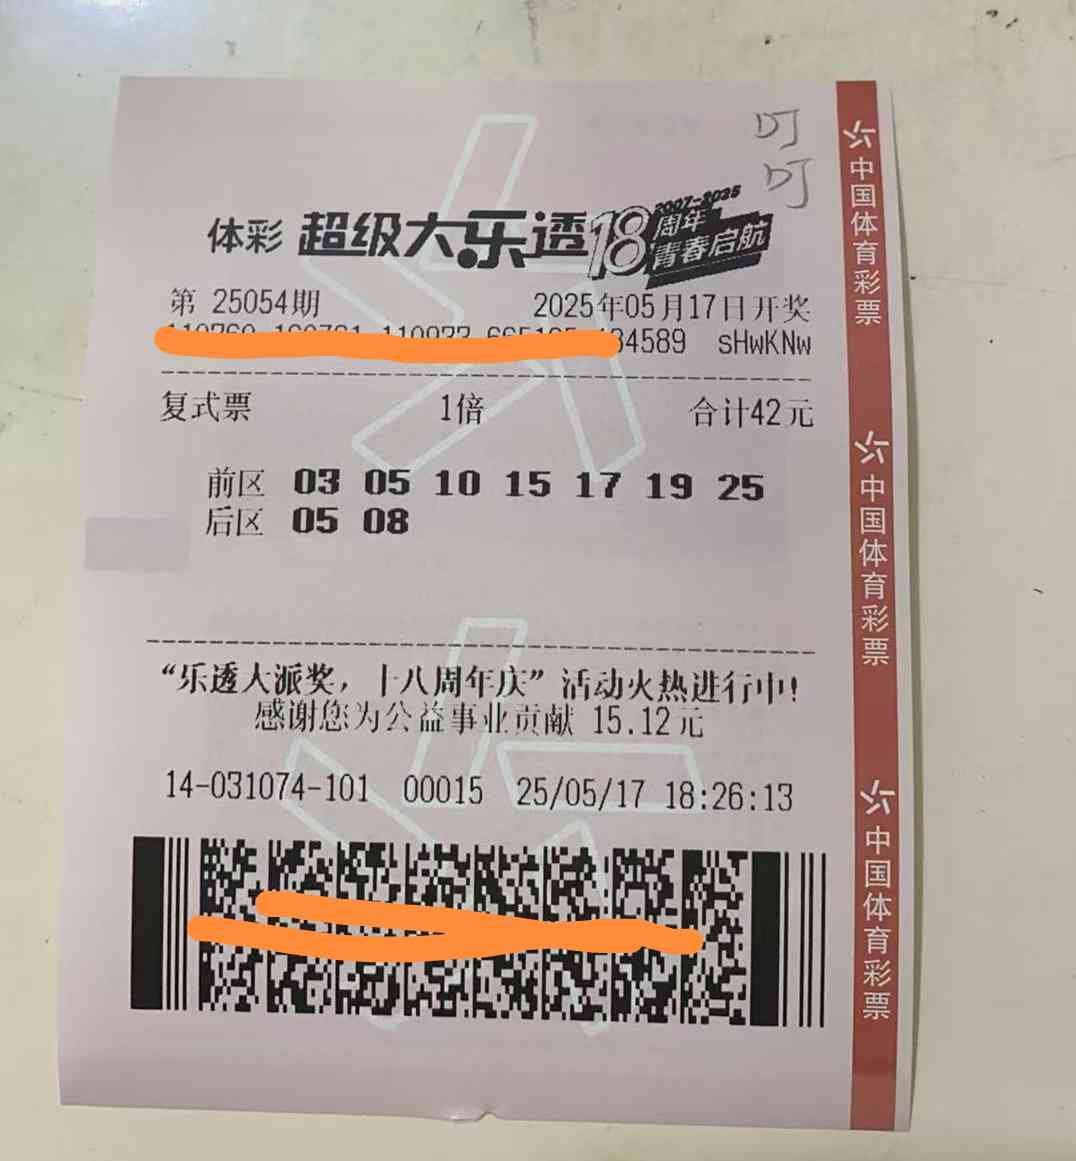 叮
叮
体彩 超级大乐透 18周年 2007-2025 青春启航
第 25054期 2025年05月17日开奖
34589 sHwKNw
复式票 1倍 合计42元
前区 03 05 10 15 17 19 25
后区 05 08
“乐透大派奖，十八周年庆”活动火热进行中!
感谢您为公益事业贡献 15.12元
14-031074-101 00015 25/05/17 18:26:13
中国体育彩票
中国体育彩票
中国体育彩票